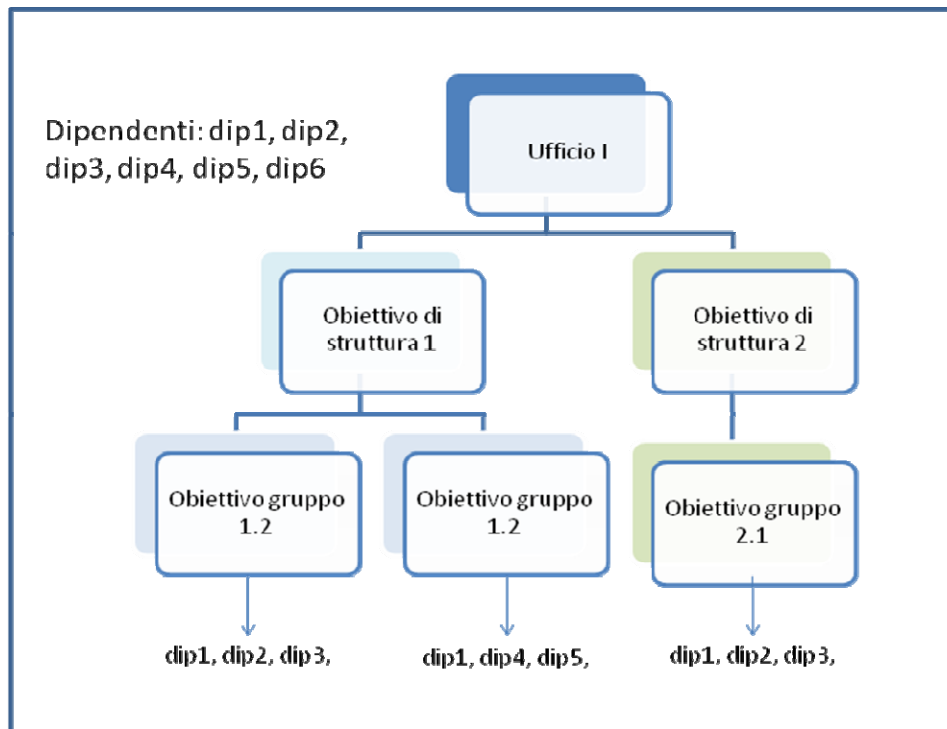 Dipendenti: dip1, dip2,
dip3, dip4, dip5, dip6
Ufficio I
Obiettivo di
struttura 1
Obiettivo di
struttura 2
Obiettivo gruppo
1.2
Obiettivo gruppo
1.2
Obiettivo gruppo
2.1
dip1, dip2, dip3,
dip1, dip4, dip5,
dip1, dip2, dip3,